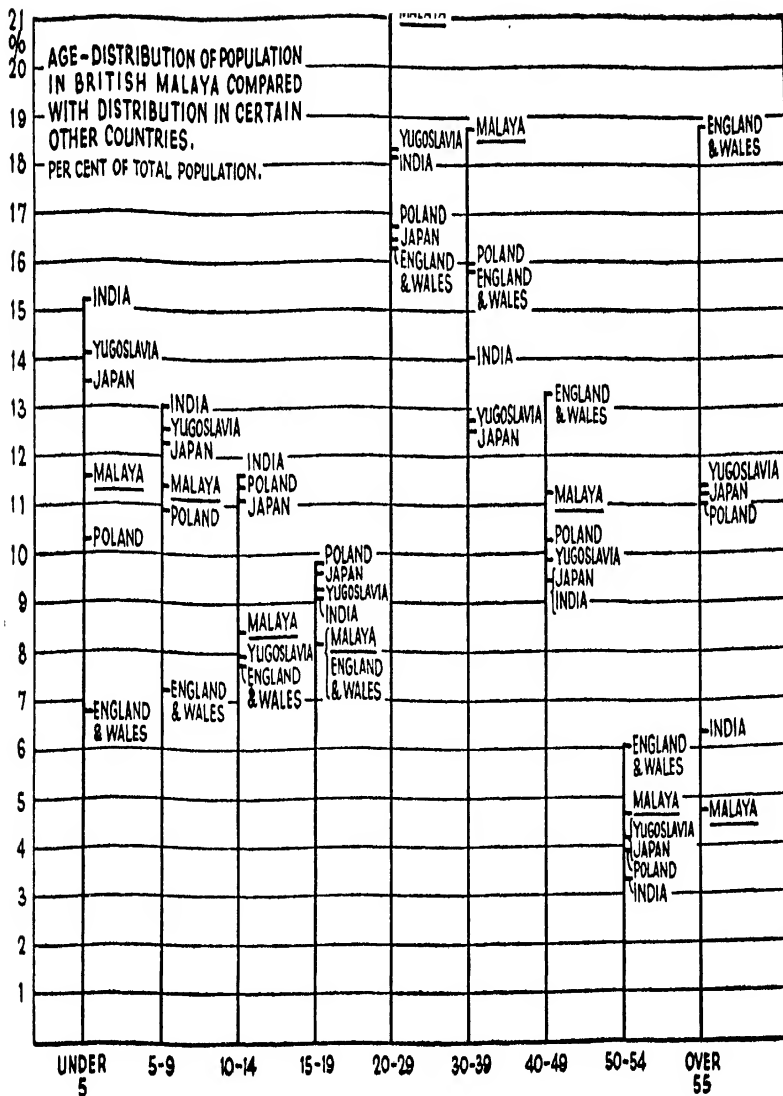 21
%
20
19
18
17
16
15
14
13
12
11
10
9
8
7
6
5
4
3
2
1
AGE-DISTRIBUTION OF POPULATION
IN BRITISH MALAYA COMPARED
WITH DISTRIBUTION IN CERTAIN
OTHER COUNTRIES.
PER CENT OF TOTAL POPULATION.
INDIA
YUGOSLAVIA
JAPAN
MALAYA
POLAND
ENGLAND
& WALES
INDIA
YUGOSLAVIA
JAPAN
MALAYA
POLAND
ENGLAND
& WALES
INDIA
POLAND
JAPAN
MALAYA
YUGOSLAVIA
ENGLAND
& WALES
POLAND
JAPAN
YUGOSLAVIA
INDIA
MALAYA
ENGLAND
& WALES
MALAYA
YUGOSLAVIA
INDIA
POLAND
JAPAN
ENGLAND
& WALES
MALAYA
POLAND
ENGLAND
& WALES
INDIA
YUGOSLAVIA
JAPAN
ENGLAND
& WALES
MALAYA
POLAND
YUGOSLAVIA
JAPAN
INDIA
ENGLAND
& WALES
MALAYA
YUGOSLAVIA
JAPAN
POLAND
INDIA
ENGLAND
& WALES
YUGOSLAVIA
JAPAN
POLAND
INDIA
MALAYA
UNDER
5
5-9
10-14
15-19
20-29
30-39
40-49
50-54
OVER
55